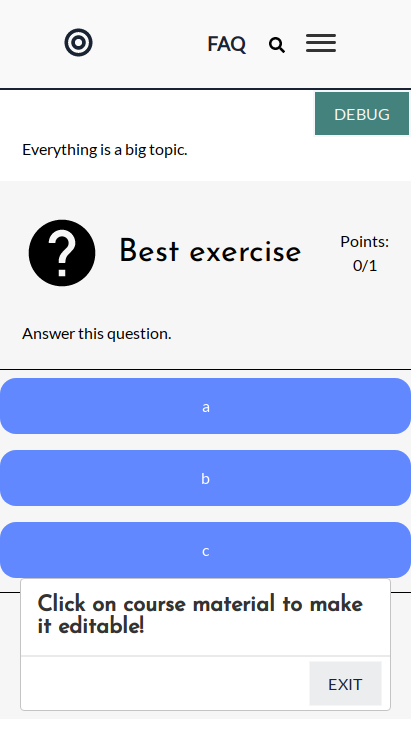 FAQ
DEBUG
Everything is a big topic.
Best exercise
Points:
0/1
Answer this question.
a
b
c
Click on course material to make
it editable!
EXIT